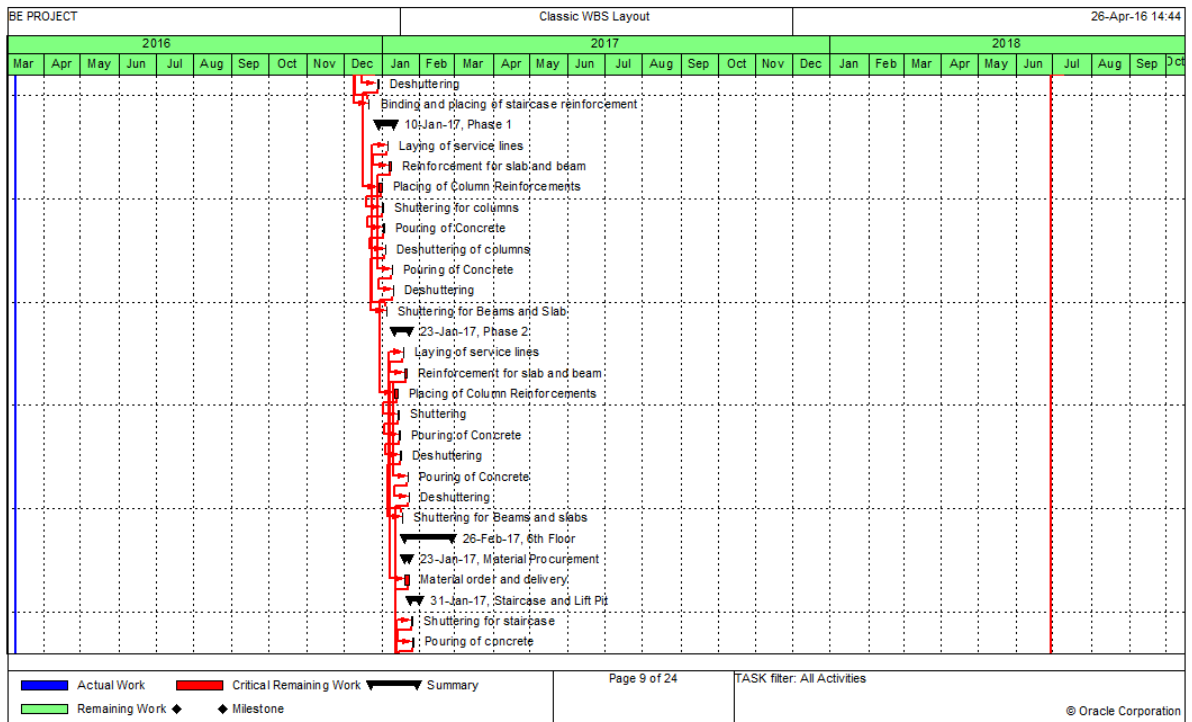 BE PROJECT Classic WBS Layout 26-Apr-16 14:44
2016 2017 2018
Mar Apr May Jun Jul Aug Sep Oct Nov Dec Jan Feb Mar Apr May Jun Jul Aug Sep Oct Nov Dec Jan Feb Mar Apr May Jun Jul Aug Sep Oct
Deshuttering
Binding and placing of staircase reinforcement
10-Jan-17, Phase 1
Laying of service lines
Reinforcement for slab and beam
Placing of Column Reinforcements
Shuttering for columns
Pouring of Concrete
Deshuttering of columns
Pouring of Concrete
Deshuttering
Shuttering for Beams and Slab
23-Jan-17, Phase 2
Laying of service lines
Reinforcement for slab and beam
Placing of Column Reinforcements
Shuttering
Pouring of Concrete
Deshuttering
Pouring of Concrete
Deshuttering
Shuttering for Beams and slabs
26-Feb-17, 6th Floor
23-Jan-17, Material Procurement
Material order and delivery
31-Jan-17, Staircase and Lift Pit
Shuttering for staircase
Pouring of concrete
Actual Work Critical Remaining Work Summary Page 9 of 24 TASK filter: All Activities
Remaining Work Milestone
© Oracle Corporation